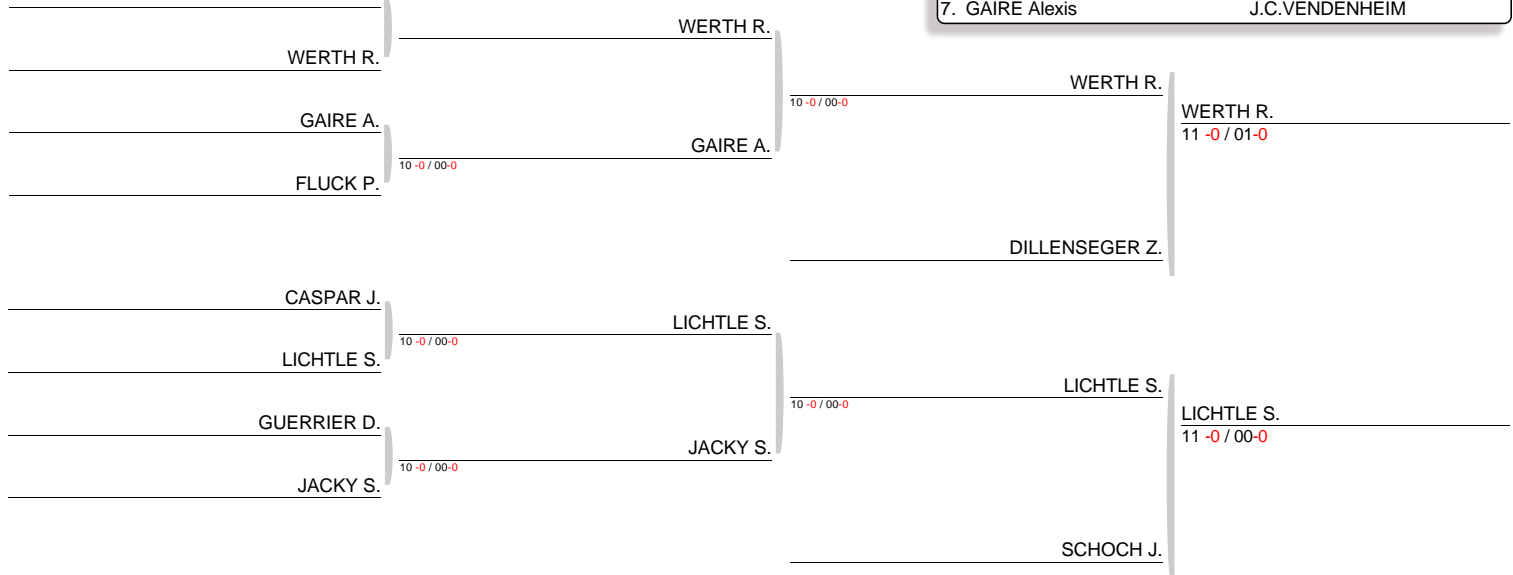 7. GAIRE Alexis J.C.VENDENHEIM
WERTH R.
WERTH R.
WERTH R.
10 -0 / 00-0
WERTH R.
11 -0 / 01-0
GAIRE A.
GAIRE A.
10 -0 / 00-0
FLUCK P.
DILLENSEGER Z.
CASPAR J.
LICHTLE S.
10 -0 / 00-0
LICHTLE S.
LICHTLE S.
10 -0 / 00-0
LICHTLE S.
11 -0 / 00-0
GUERRIER D.
JACKY S.
10 -0 / 00-0
JACKY S.
SCHOCH J.